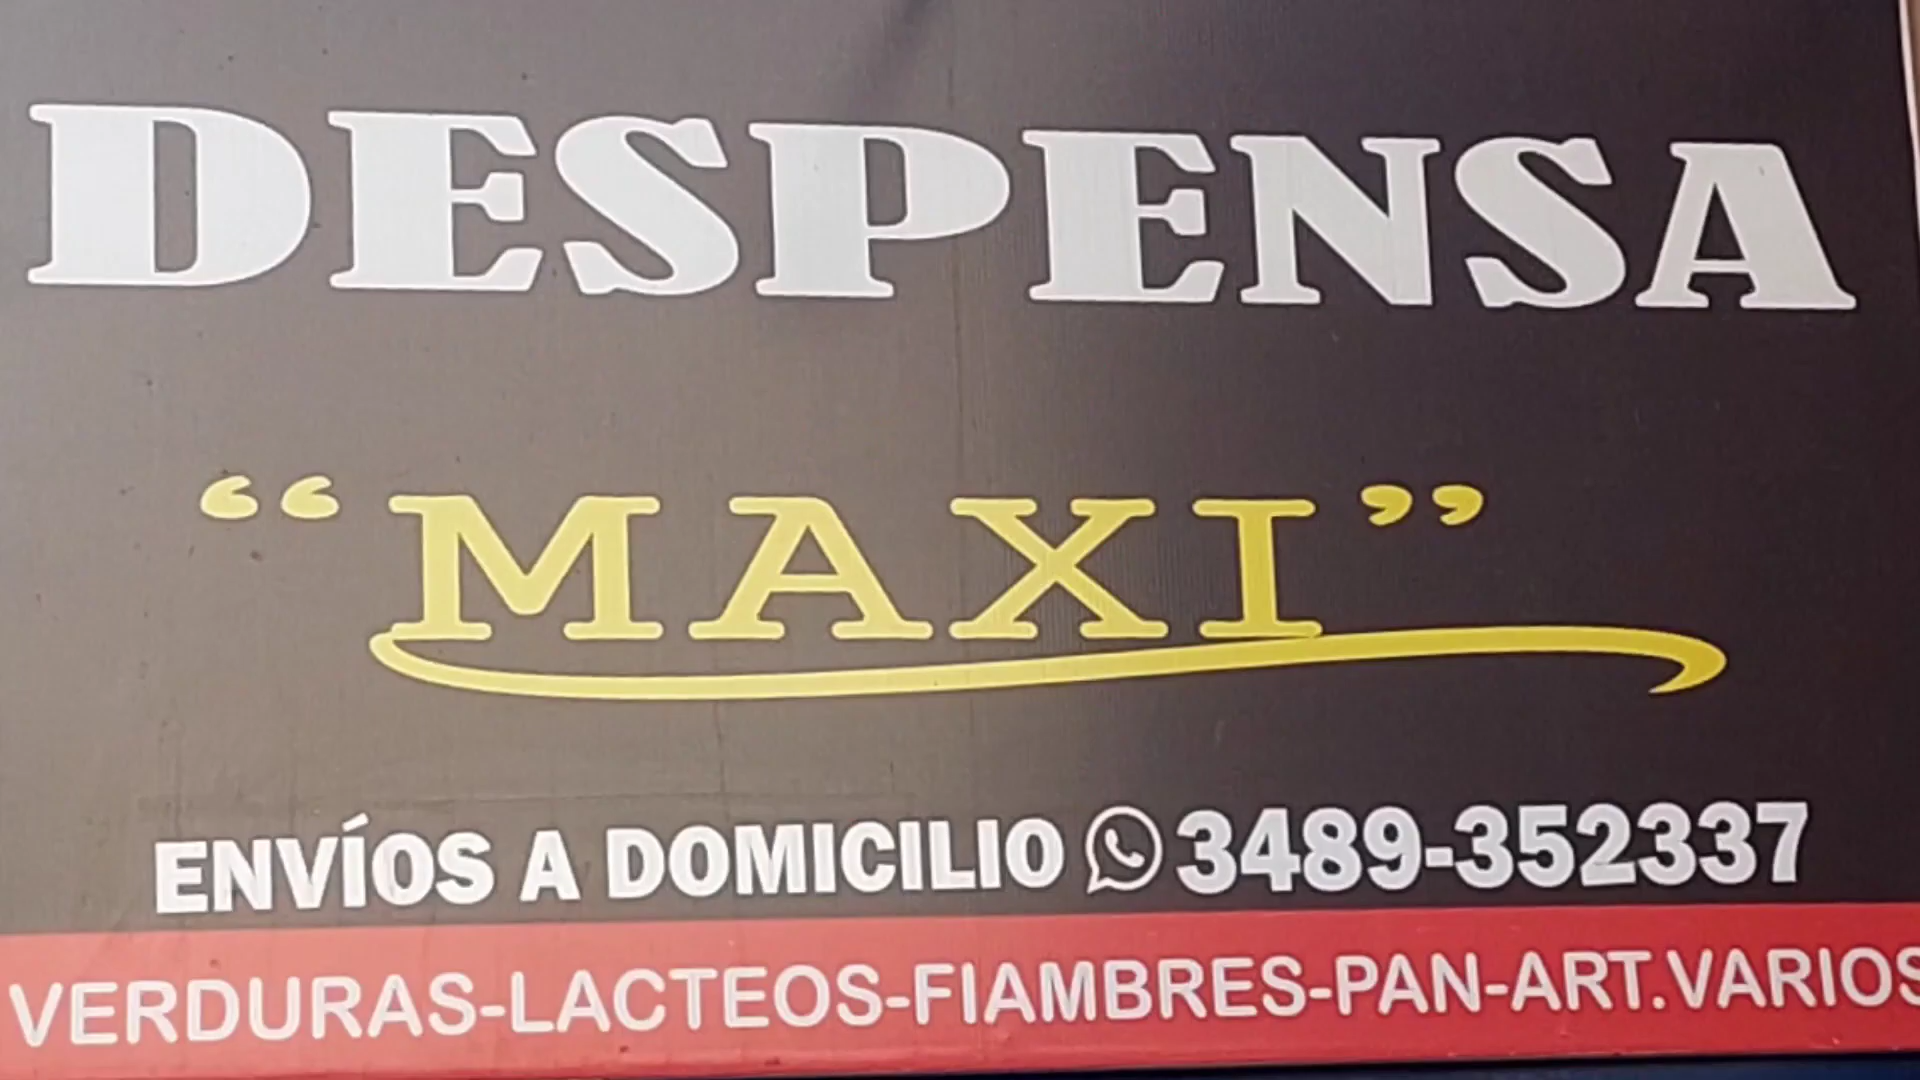 DESPENSA
“MAXI”
ENVÍOS A DOMICILIO 3489-352337
VERDURAS-LACTEOS-FIAMBRES-PAN-ART.VARIOS